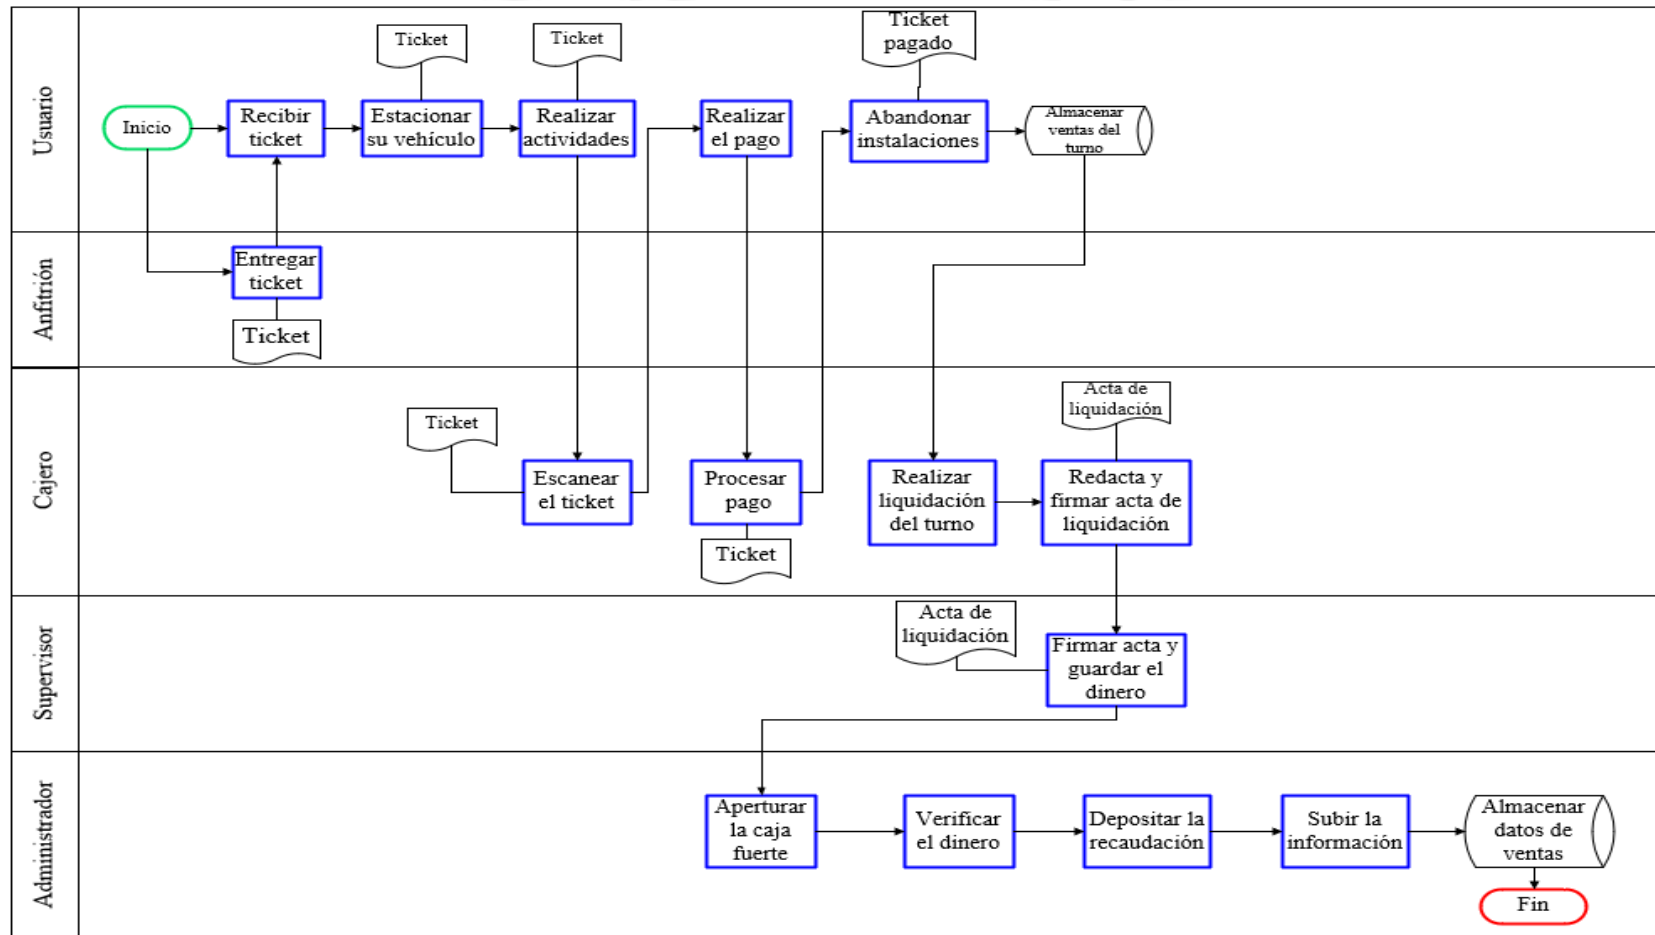 Usuario
Inicio
Recibir
ticket
Ticket
Estacionar
su vehículo
Ticket
Realizar
actividades
Realizar
el pago
Ticket
pagado
Abandonar
instalaciones
Almacenar
ventas del
turno
Anfitrión
Entregar
ticket
Ticket
Cajero
Ticket
Escanear
el ticket
Procesar
pago
Ticket
Realizar
liquidación
del turno
Acta de
liquidación
Redacta y
firmar acta de
liquidación
Supervisor
Acta de
liquidación
Firmar acta y
guardar el
dinero
Administrador
Aperturar
la caja
fuerte
Verificar
el dinero
Depositar la
recaudación
Subir la
información
Almacenar
datos de
ventas
Fin